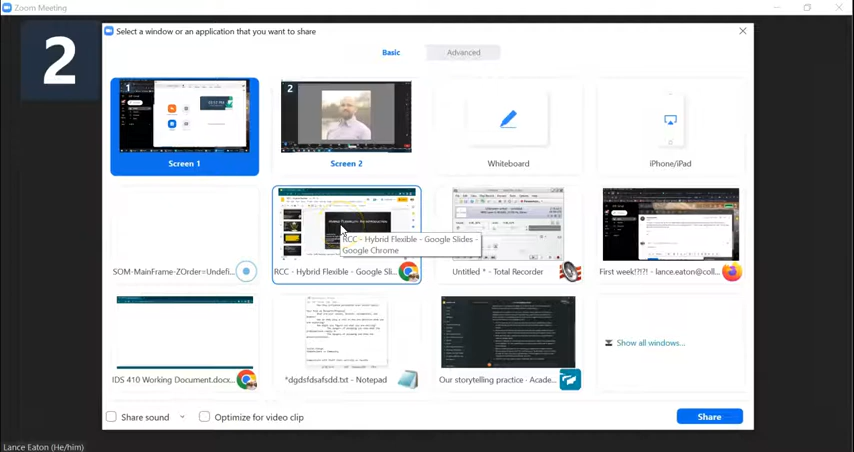 Zoom Meeting
2
Select a window or an application that you want to share
Basic
Advanced
1
2
Screen 1
Screen 2
Whiteboard
iPhone/iPad
RCC - Hybrid Flexible - Google Slides -
Google Chrome
SOM-MainFrame-ZOrder=Undefi...
RCC - Hybrid Flexible - Google Sli...
Untitled * - Total Recorder
First week!?!?! - lance.eaton@coll...
Show all windows...
IDS 410 Working Document.docx...
*dgdsfdsafsdd.txt - Notepad
Our storytelling practice - Acade...
Share sound
Optimize for video clip
Share
Lance Eaton (He/him)